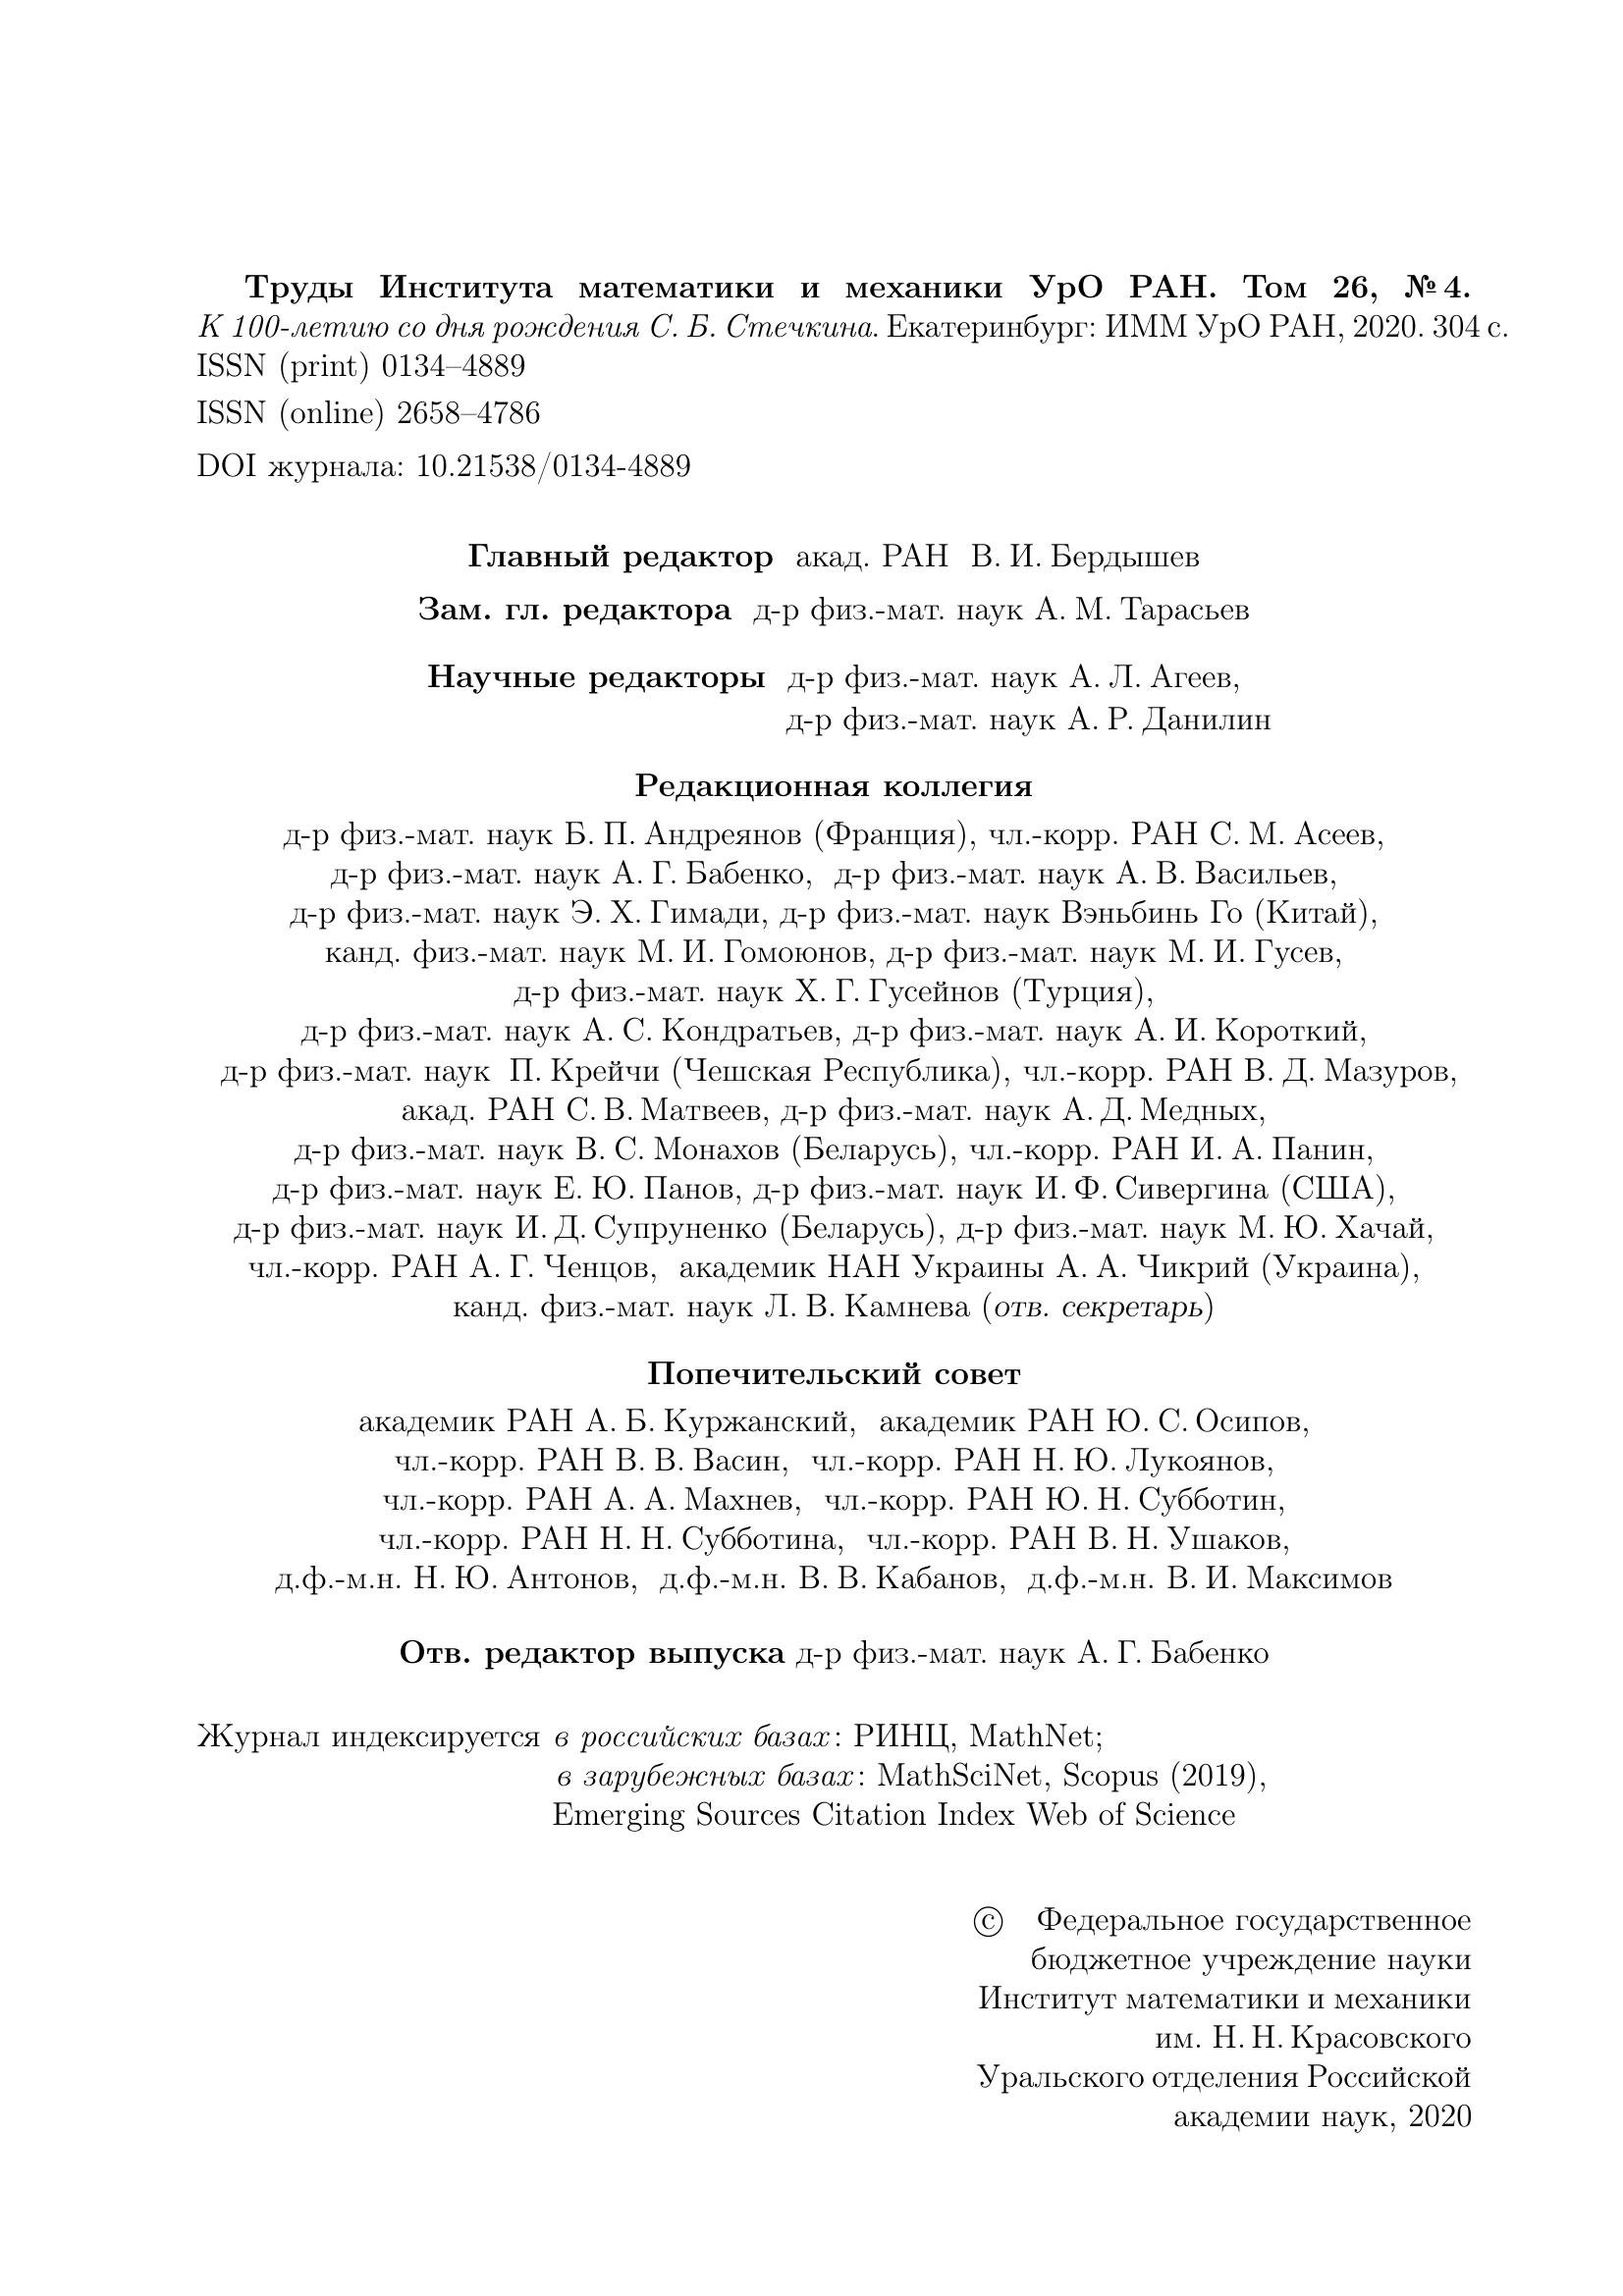 Труды Института математики и механики УрО РАН. Том 26, № 4.
К 100-летию со дня рождения С. Б. Стечкина. Екатеринбург: ИММ УрО РАН, 2020. 304 с.
ISSN (print) 0134–4889
ISSN (online) 2658–4786
DOI журнала: 10.21538/0134-4889
Главный редактор акад. РАН В. И. Бердышев
Зам. гл. редактора д-р физ.-мат. наук А. М. Тарасьев
Научные редакторы д-р физ.-мат. наук А. Л. Агеев,
д-р физ.-мат. наук А. Р. Данилин
Редакционная коллегия
д-р физ.-мат. наук Б. П. Андреянов (Франция), чл.-корр. РАН С. М. Асеев,
д-р физ.-мат. наук А. Г. Бабенко, д-р физ.-мат. наук А. В. Васильев,
д-р физ.-мат. наук Э. Х. Гимади, д-р физ.-мат. наук Вэньбинь Го (Китай),
канд. физ.-мат. наук М. И. Гомоюнов, д-р физ.-мат. наук М. И. Гусев,
д-р физ.-мат. наук Х. Г. Гусейнов (Турция),
д-р физ.-мат. наук А. С. Кондратьев, д-р физ.-мат. наук А. И. Короткий,
д-р физ.-мат. наук П. Крейчи (Чешская Республика), чл.-корр. РАН В. Д. Мазуров,
акад. РАН С. В. Матвеев, д-р физ.-мат. наук А. Д. Медных,
д-р физ.-мат. наук В. С. Монахов (Беларусь), чл.-корр. РАН И. А. Панин,
д-р физ.-мат. наук Е. Ю. Панов, д-р физ.-мат. наук И. Ф. Сивергина (США),
д-р физ.-мат. наук И. Д. Супруненко (Беларусь), д-р физ.-мат. наук М. Ю. Хачай,
чл.-корр. РАН А. Г. Ченцов, академик НАН Украины А. А. Чикрий (Украина),
канд. физ.-мат. наук Л. В. Камнева (отв. секретарь)
Попечительский совет
академик РАН А. Б. Куржанский, академик РАН Ю. С. Осипов,
чл.-корр. РАН В. В. Васин, чл.-корр. РАН Н. Ю. Лукоянов,
чл.-корр. РАН А. А. Махнев, чл.-корр. РАН Ю. Н. Субботин,
чл.-корр. РАН Н. Н. Субботина, чл.-корр. РАН В. Н. Ушаков,
д.ф.-м.н. Н. Ю. Антонов, д.ф.-м.н. В. В. Кабанов, д.ф.-м.н. В. И. Максимов
Отв. редактор выпуска д-р физ.-мат. наук А. Г. Бабенко
Журнал индексируется в российских базах: РИНЦ, MathNet;
в зарубежных базах: MathSciNet, Scopus (2019),
Emerging Sources Citation Index Web of Science
© Федеральное государственное
бюджетное учреждение науки
Институт математики и механики
им. Н. Н. Красовского
Уральского отделения Российской
академии наук, 2020